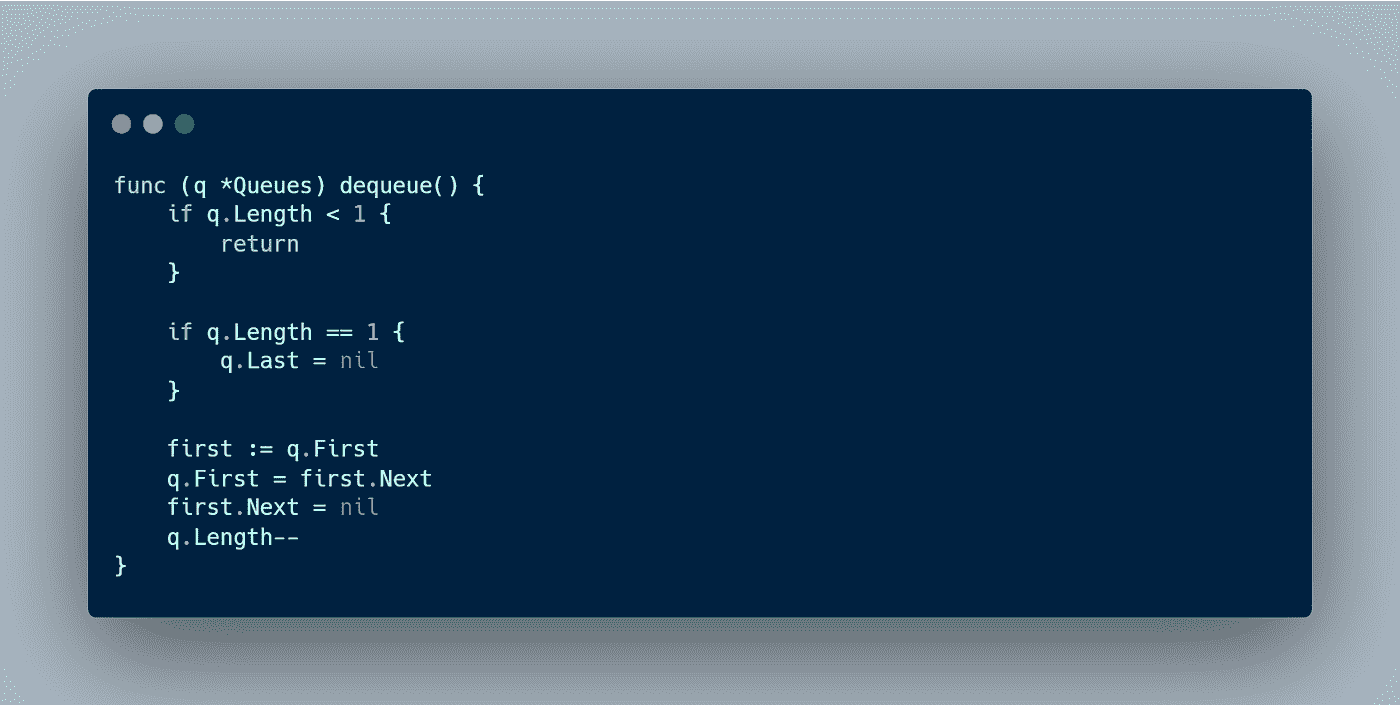 func (q *Queues) dequeue() {
    if q.Length < 1 {
        return
    }

    if q.Length == 1 {
        q.Last = nil
    }

    first := q.First
    q.First = first.Next
    first.Next = nil
    q.Length--
}